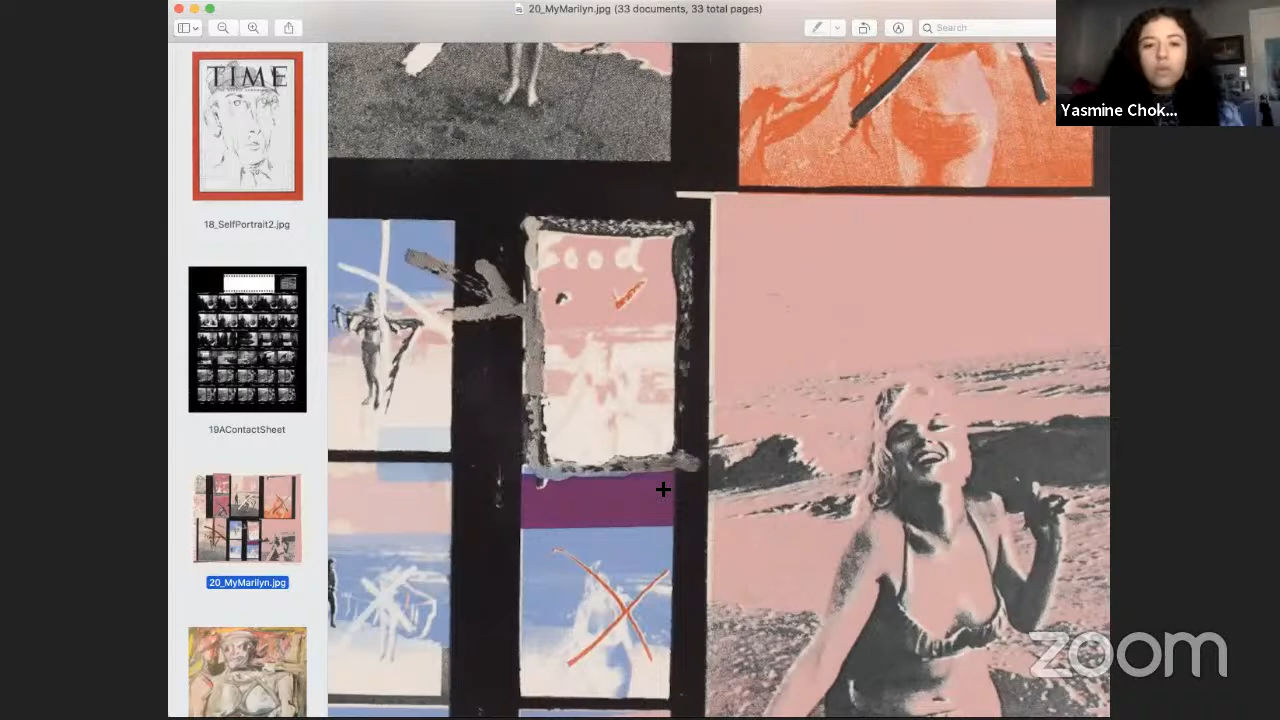 20_MyMarilyn.jpg (33 documents, 33 total pages)
Search
Yasmine Chok...
TIME
18_SelfPortrait2.jpg
19AContactSheet
20_MyMarilyn.jpg
zoom